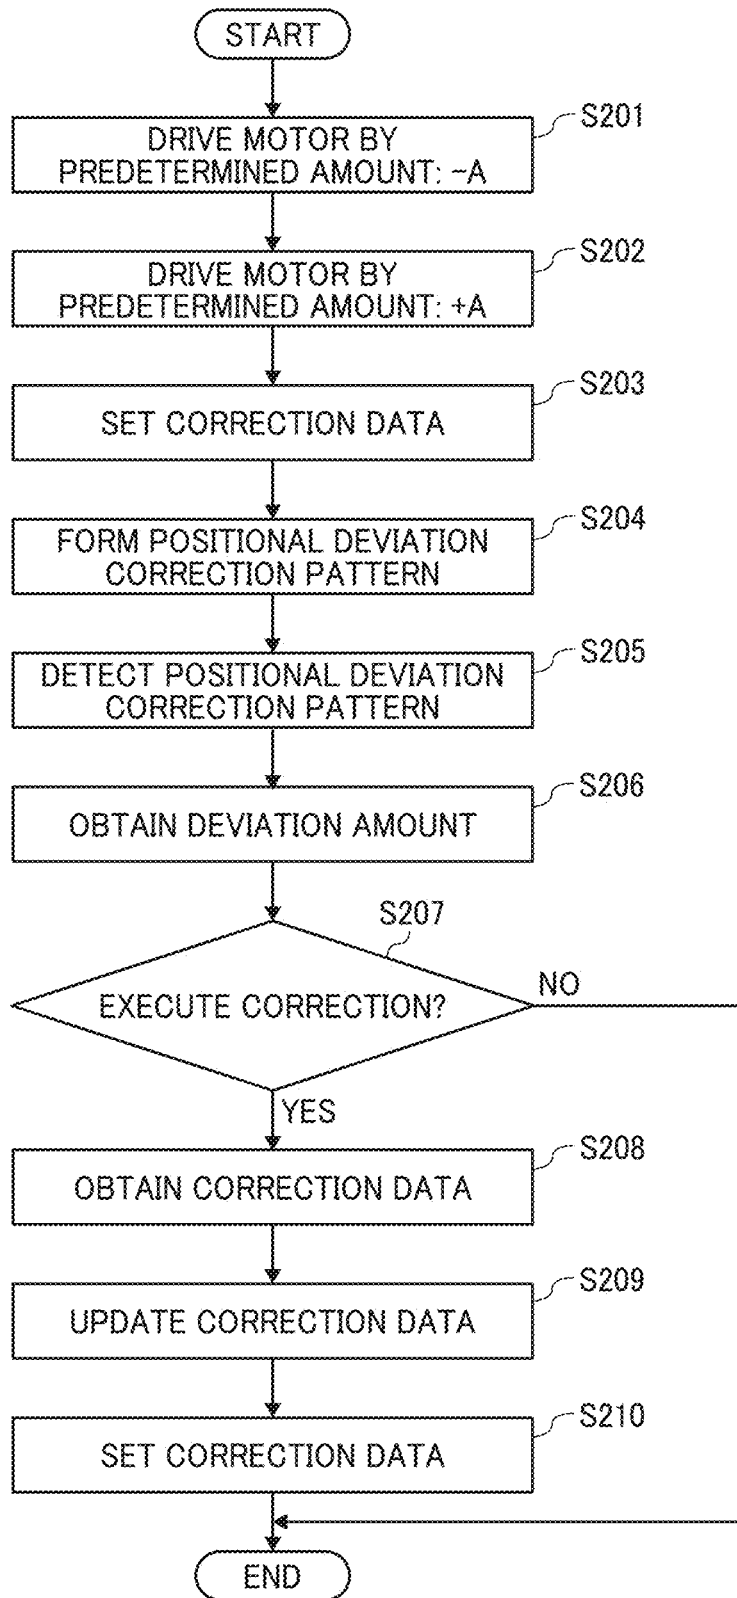 START
S201
DRIVE MOTOR BY
PREDETERMINED AMOUNT: −A
S202
DRIVE MOTOR BY
PREDETERMINED AMOUNT: +A
S203
SET CORRECTION DATA
S204
FORM POSITIONAL DEVIATION
CORRECTION PATTERN
S205
DETECT POSITIONAL DEVIATION
CORRECTION PATTERN
S206
OBTAIN DEVIATION AMOUNT
S207
EXECUTE CORRECTION?
NO
YES
S208
OBTAIN CORRECTION DATA
S209
UPDATE CORRECTION DATA
S210
SET CORRECTION DATA
END